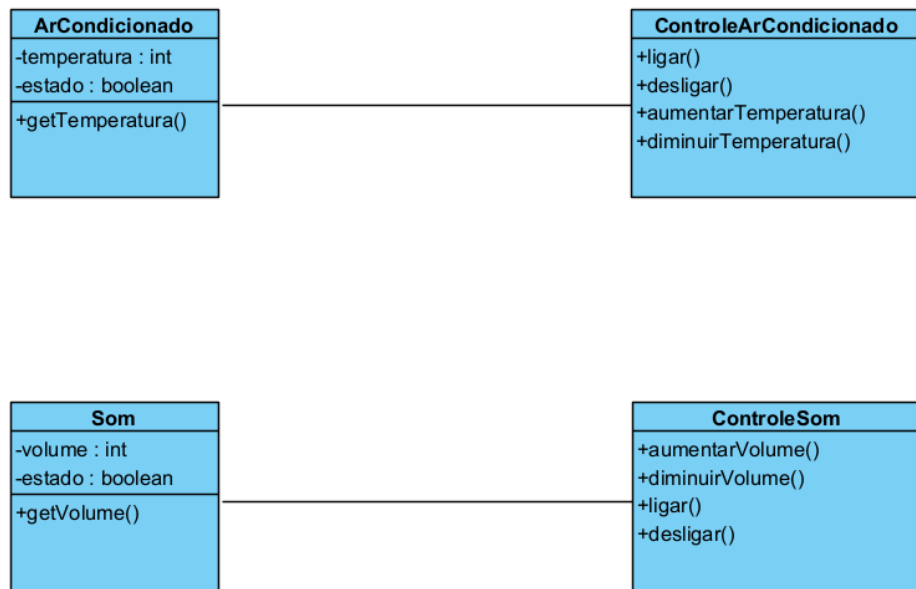 ArCondicionado
-temperatura : int
-estado : boolean
+getTemperatura()
ControleArCondicionado
+ligar()
+desligar()
+aumentarTemperatura()
+diminuirTemperatura()
Som
-volume : int
-estado : boolean
+getVolume()
ControleSom
+aumentarVolume()
+diminuirVolume()
+ligar()
+desligar()